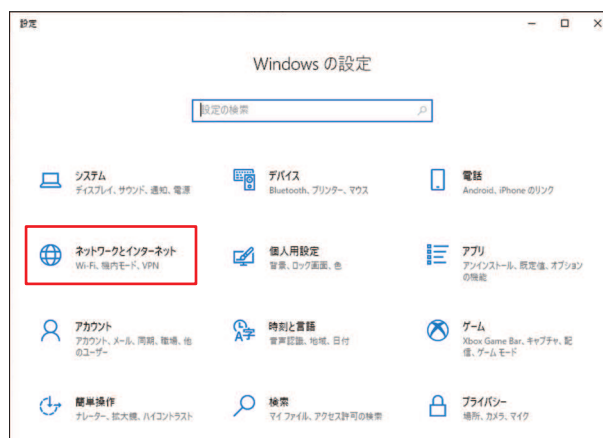 設定
Windows の設定
設定の検索
システム
ディスプレイ、サウンド、通知、電源
デバイス
Bluetooth、プリンター、マウス
電話
Android、iPhone のリンク
ネットワークとインターネット
Wi-Fi、機内モード、VPN
個人用設定
背景、ロック画面、色
アプリ
アンインストール、既定値、オプション
の機能
アカウント
アカウント、メール、同期、職場、他
のユーザー
時刻と言語
音声認識、地域、日付
ゲーム
Xbox Game Bar、キャプチャ、配
信、ゲーム モード
簡単操作
ナレーター、拡大鏡、ハイコントラスト
検索
マイ ファイル、アクセス許可の検索
プライバシー
場所、カメラ、マイク